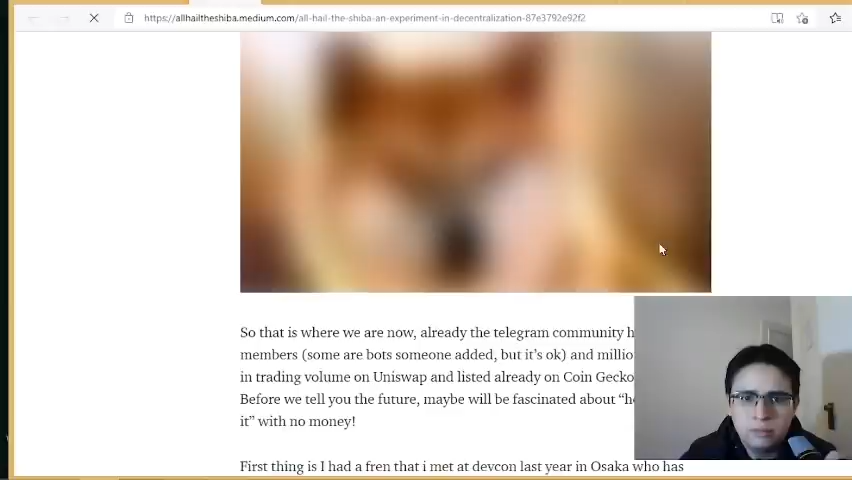 https://allhailtheshiba.medium.com/all-hail-the-shiba-an-experiment-in-decentralization-87e3792e92f2
So that is where we are now, already the telegram community h
members (some are bots someone added, but it's ok) and millio
in trading volume on Uniswap and listed already on Coin Gecko
Before we tell you the future, maybe will be fascinated about “h
it” with no money!
First thing is I had a fren that i met at devcon last year in Osaka who has